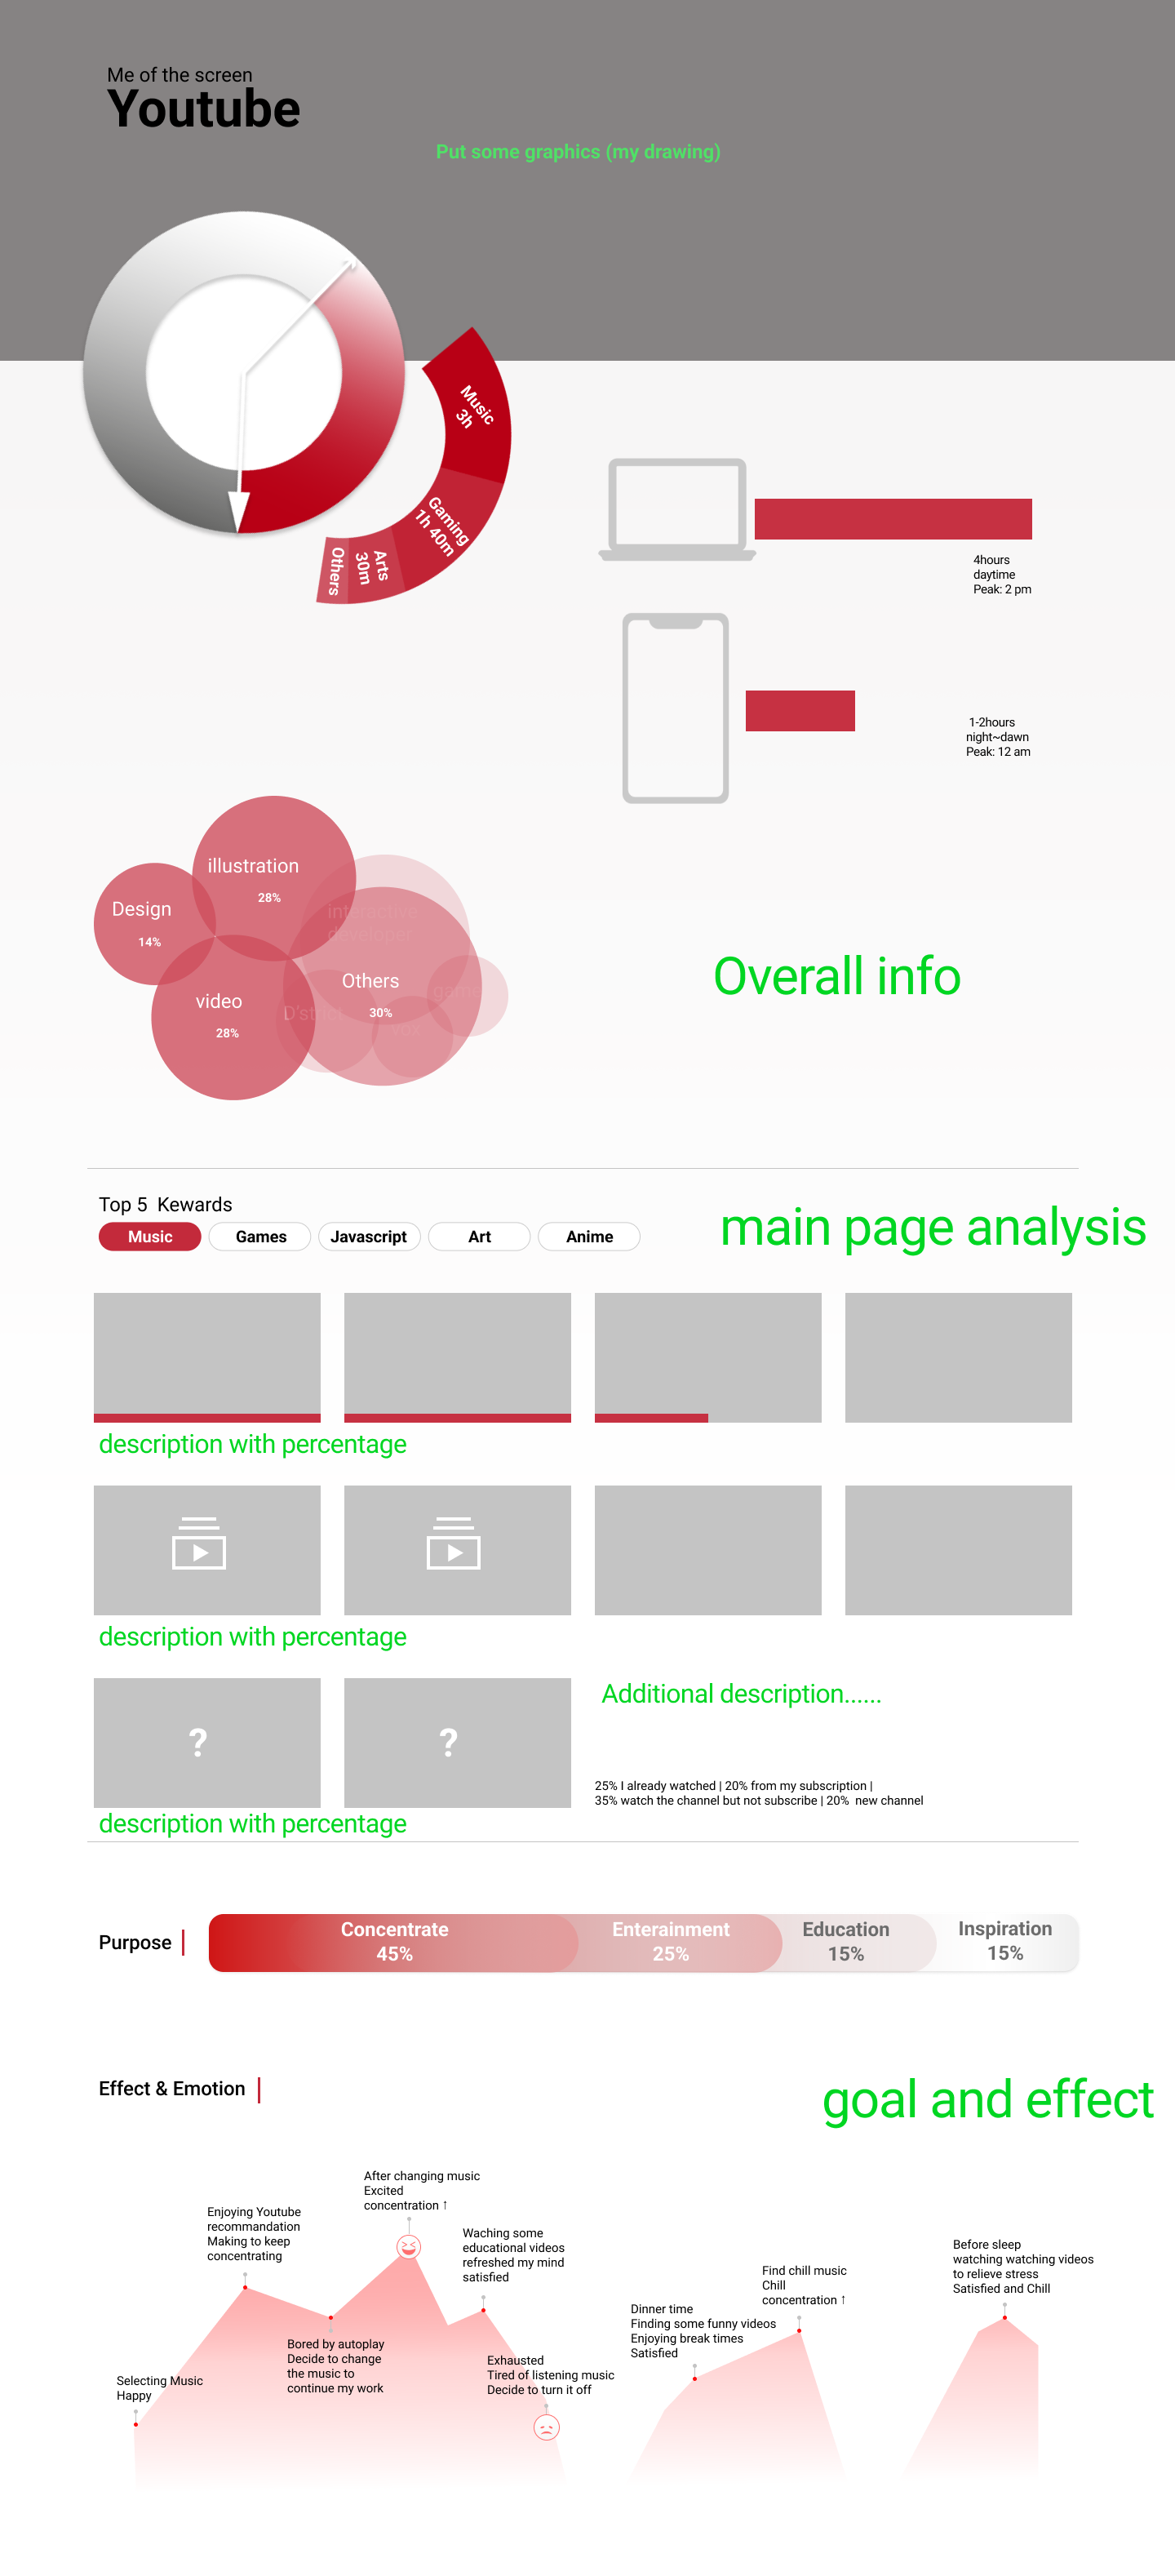 Me of the screen
Youtube
Put some graphics (my drawing)
Music
3h
Gaming
1h 40m
Arts
30m
Others
4hours
daytime
Peak: 2 pm
1-2hours
night~dawn
Peak: 12 am
illustration
28%
Design
14%
interactive
developer
Others
30%
video
28%
D'strict
game
Overall info
Top 5 Kewards
Music
Games
Javascript
Art
Anime
main page analysis
description with percentage
description with percentage
?
?
Additional description......
25% I already watched | 20% from my subscription |
35% watch the channel but not subscribe | 20% new channel
description with percentage
Purpose
Concentrate
45%
Enterainment
25%
Education
15%
Inspiration
15%
Effect & Emotion
goal and effect
After changing music
Excited
concentration ↑
Enjoying Youtube
recommandation
Making to keep
concentrating
Waching some
educational videos
refreshed my mind
satisfied
Before sleep
watching watching videos
to relieve stress
Satisfied and Chill
Find chill music
Chill
concentration ↑
Dinner time
Finding some funny videos
Enjoying break times
Satisfied
Bored by autoplay
Decide to change
the music to
continue my work
Exhausted
Tired of listening music
Decide to turn it off
Selecting Music
Happy